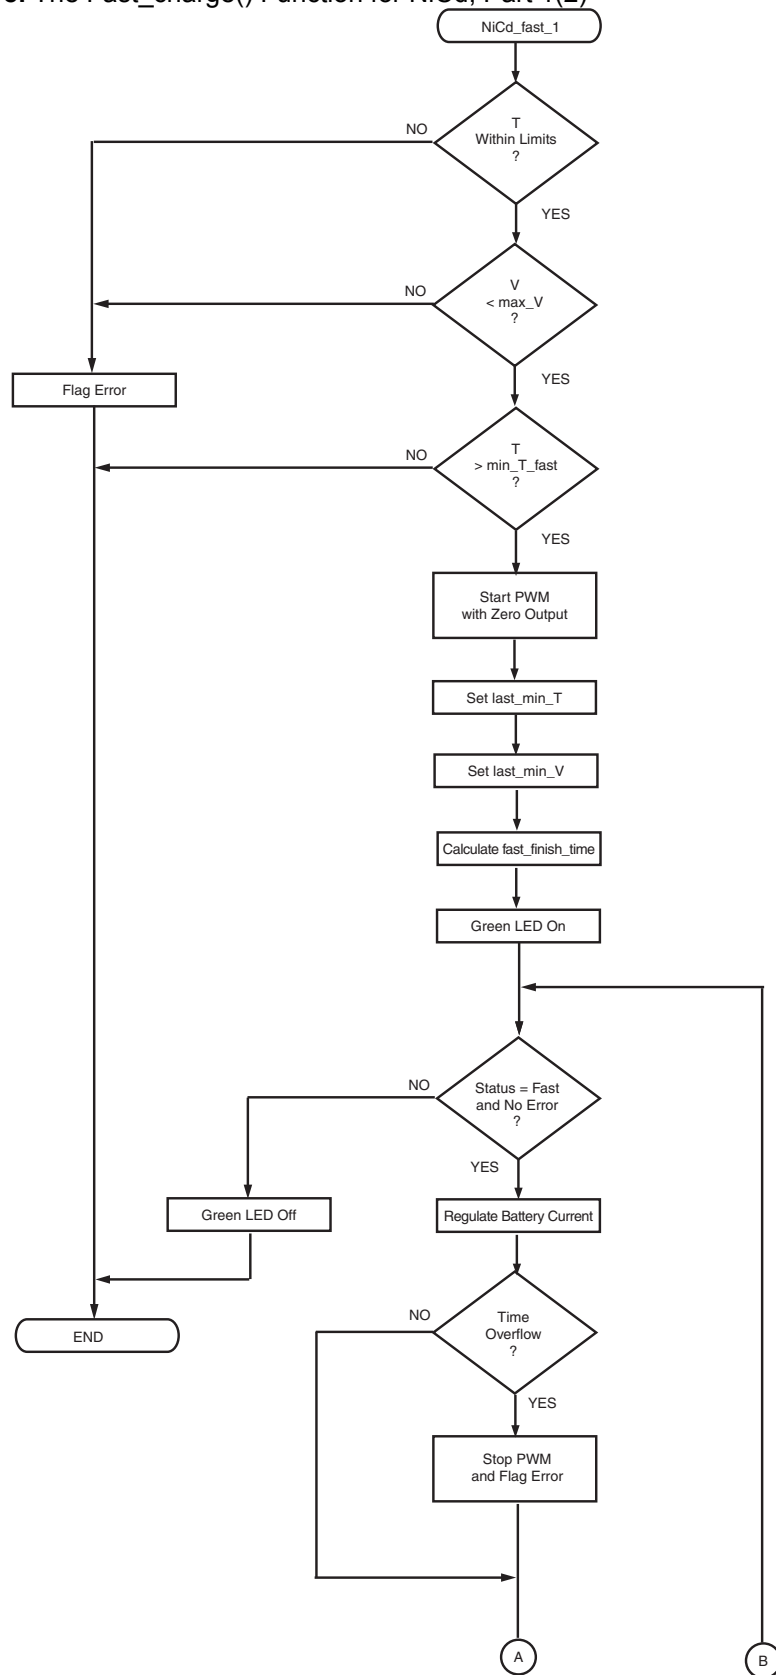 The Fast_charge() Function for NiCd, Part 1(2)
NiCd_fast_1
T
Within Limits
?
NO
YES
V
< max_V
?
NO
YES
Flag Error
T
> min_T_fast
?
NO
YES
Start PWM
with Zero Output
Set last_min_T
Set last_min_V
Calculate fast_finish_time
Green LED On
Status = Fast
and No Error
?
NO
YES
Green LED Off
Regulate Battery Current
END
Time
Overflow
?
NO
YES
Stop PWM
and Flag Error
A
B